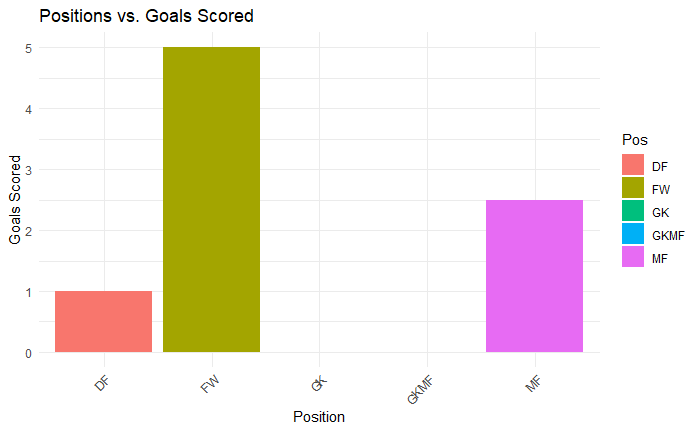 Positions vs. Goals Scored
Goals Scored
5
4
3
2
1
0
DF
FW
GK
GKMF
MF
Position
Pos
DF
FW
GK
GKMF
MF